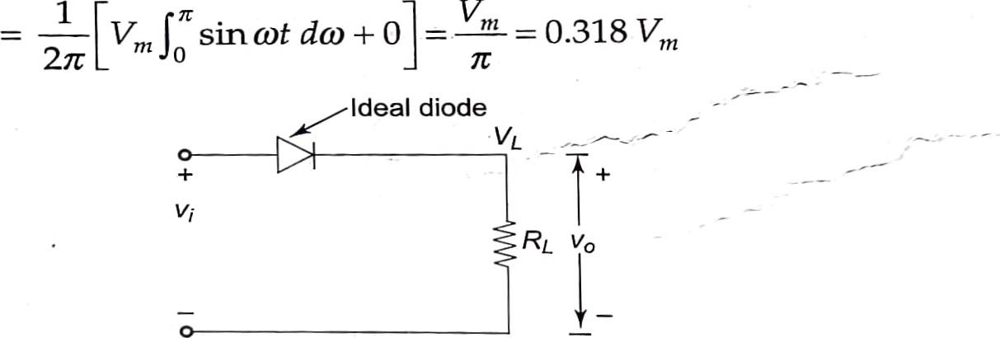 = 1/2π [ V_m ∫_0^π sin ωt dω + 0 ] = V_m/π = 0.318 V_m
Ideal diode
V_L
+
+
v_i
R_L
v_o
−
−